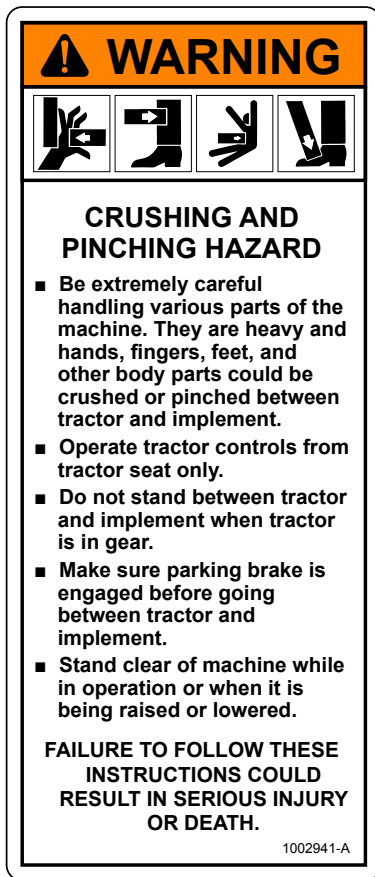 WARNING
CRUSHING AND
PINCHING HAZARD
■ Be extremely careful
handling various parts of the
machine. They are heavy and
hands, fingers, feet, and
other body parts could be
crushed or pinched between
tractor and implement.
■ Operate tractor controls from
tractor seat only.
■ Do not stand between tractor
and implement when tractor
is in gear.
■ Make sure parking brake is
engaged before going
between tractor and
implement.
■ Stand clear of machine while
in operation or when it is
being raised or lowered.
FAILURE TO FOLLOW THESE
INSTRUCTIONS COULD
RESULT IN SERIOUS INJURY
OR DEATH.
1002941-A